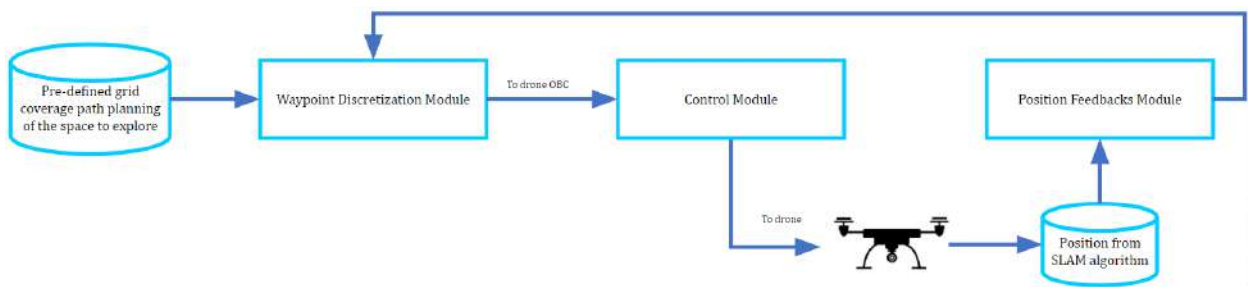 Pre-defined grid
coverage path planning
of the space to explore
Waypoint Discretization Module
To drone OBC
Control Module
Position Feedbacks Module
To drone
Position from
SLAM algorithm